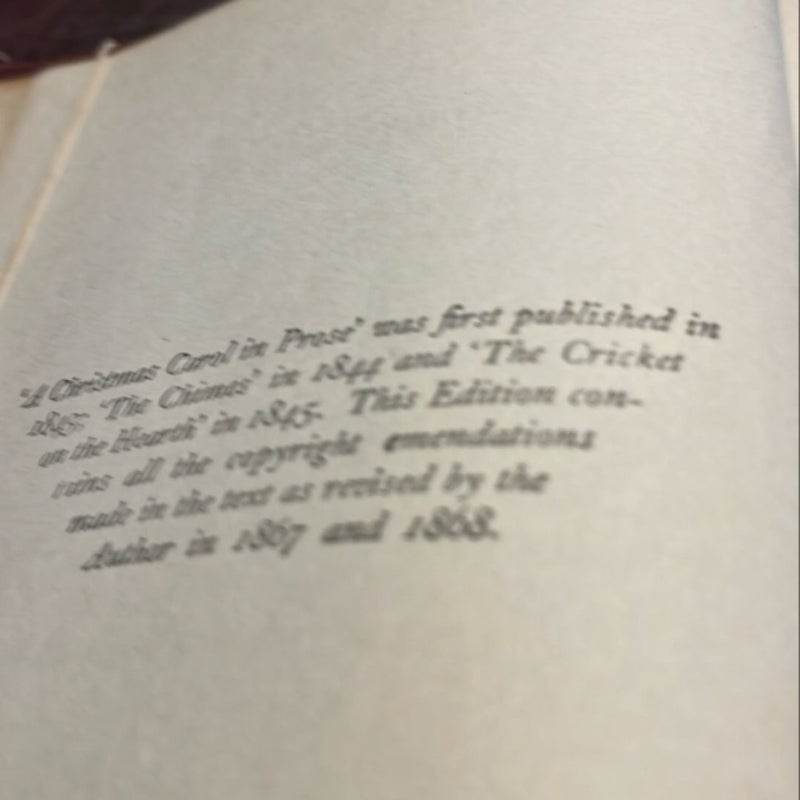 'A Christmas Carol in Prose' was first published in
'The Chimes' in 1844 and 'The Cricket
on the Hearth' in 1845. This Edition con-
tains all the copyright emendations
made in the text as revised by the
Author in 1867 and 1868.